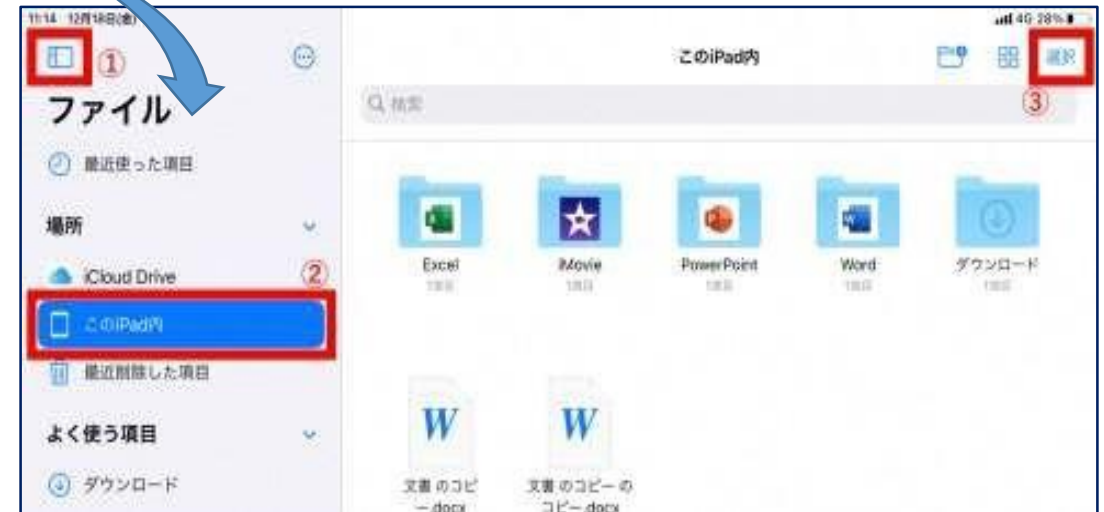 11:14 12月18日(金)
4G 28%
①
ファイル
最近使った項目
場所
iCloud Drive
②
このiPad内
最近削除した項目
よく使う項目
ダウンロード
このiPad内
選択
③
検索
Excel
iMovie
PowerPoint
Word
ダウンロード
1項目
1項目
1項目
1項目
1項目
W
W
文書 のコピ
ー.docx
文書 のコピー の
コピー.docx